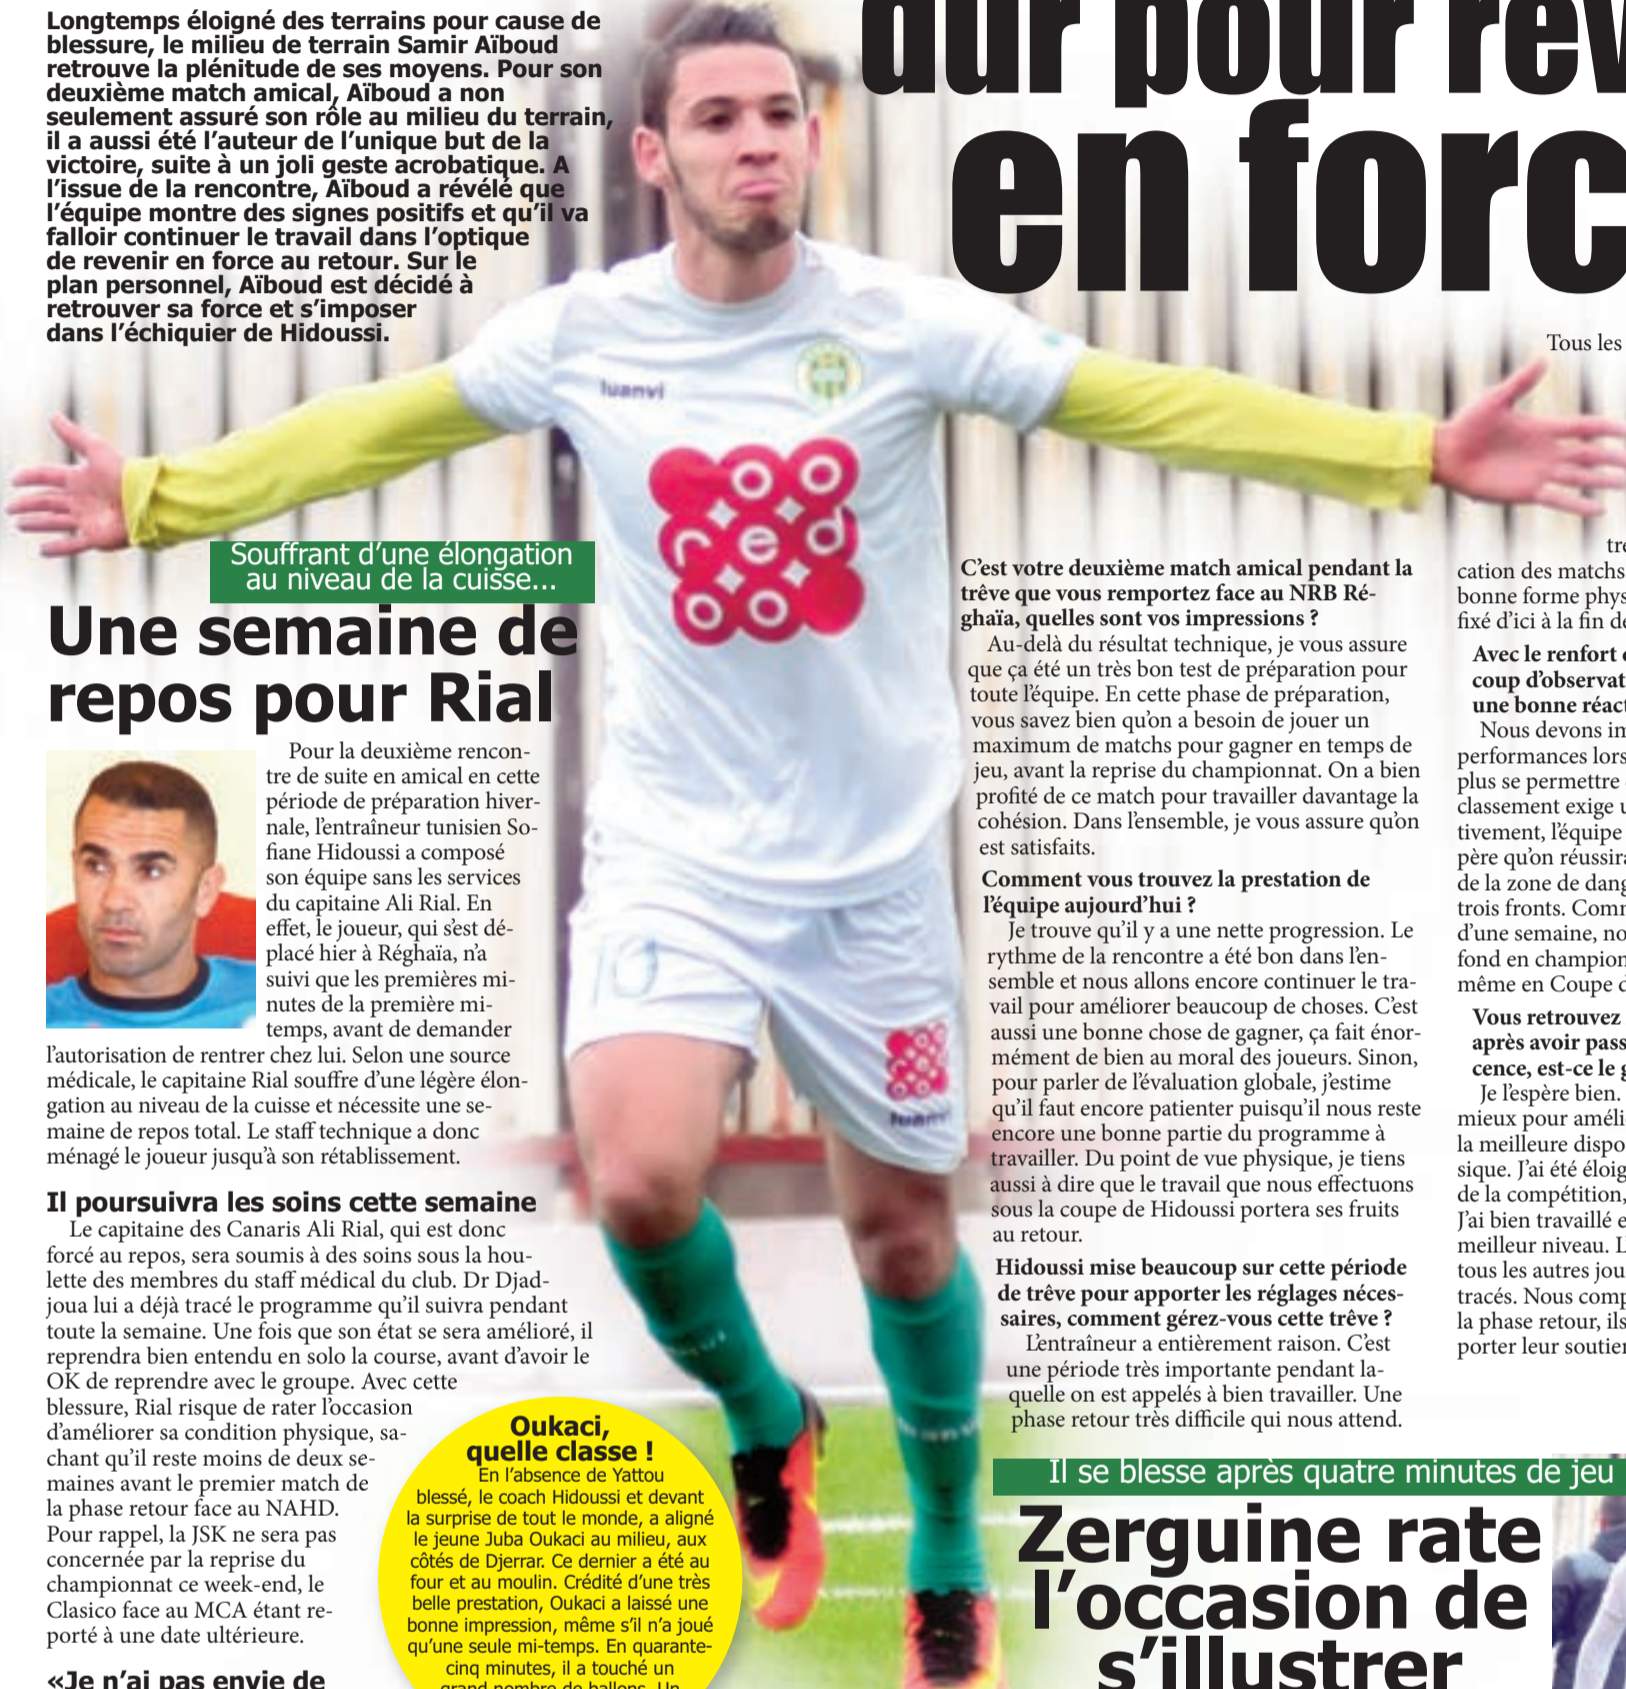 Longtemps éloigné des terrains pour cause de
blessure, le milieu de terrain Samir Aïboud
retrouve la plénitude de ses moyens. Pour son
deuxième match amical, Aïboud a non
seulement assuré son rôle au milieu du terrain,
il a aussi été l’auteur de l’unique but de la
victoire, suite à un joli geste acrobatique. A
l’issue de la rencontre, Aïboud a révélé que
l’équipe montre des signes positifs et qu’il va
falloir continuer le travail dans l’optique
de revenir en force au retour. Sur le
plan personnel, Aïboud est décidé à
retrouver sa force et s’imposer
dans l’échiquier de Hidoussi.
dur pour rev
en forc
luanvi
ooredoo
10
luanvi
Souffrant d’une élongation
au niveau de la cuisse...
Une semaine de
repos pour Rial
Pour la deuxième rencon-
tre de suite en amical en cette
période de préparation hiver-
nale, l’entraîneur tunisien So-
fiane Hidoussi a composé
son équipe sans les services
du capitaine Ali Rial. En
effet, le joueur, qui s’est dé-
placé hier à Réghaïa, n’a
suivi que les premières mi-
nutes de la première mi-
temps, avant de demander
l’autorisation de rentrer chez lui. Selon une source
médicale, le capitaine Rial souffre d’une légère élon-
gation au niveau de la cuisse et nécessite une se-
maine de repos total. Le staff technique a donc
ménagé le joueur jusqu’à son rétablissement.
Il poursuivra les soins cette semaine
Le capitaine des Canaris Ali Rial, qui est donc
forcé au repos, sera soumis à des soins sous la hou-
lette des membres du staff médical du club. Dr Djad-
joua lui a déjà tracé le programme qu’il suivra pendant
toute la semaine. Une fois que son état se sera amélioré, il
reprendra bien entendu en solo la course, avant d’avoir le
OK de reprendre avec le groupe. Avec cette
blessure, Rial risque de rater l’occasion
d’améliorer sa condition physique, sa-
chant qu’il reste moins de deux se-
maines avant le premier match de
la phase retour face au NAHD.
Pour rappel, la JSK ne sera pas
concernée par la reprise du
championnat ce week-end, le
Clasico face au MCA étant re-
porté à une date ultérieure.
«Je n’ai pas envie de
Oukaci,
quelle classe !
En l’absence de Yattou
blessé, le coach Hidoussi et devant
la surprise de tout le monde, a aligné
le jeune Juba Oukaci au milieu, aux
côtés de Djerrar. Ce dernier a été au
four et au moulin. Crédité d’une très
belle prestation, Oukaci a laissé une
bonne impression, même s’il n’a joué
qu’une seule mi-temps. En quarante-
cinq minutes, il a touché un
grand nombre de ballons. Un
C’est votre deuxième match amical pendant la
trêve que vous remportez face au NRB Ré-
ghaïa, quelles sont vos impressions ?
Au-delà du résultat technique, je vous assure
que ça été un très bon test de préparation pour
toute l’équipe. En cette phase de préparation,
vous savez bien qu’on a besoin de jouer un
maximum de matchs pour gagner en temps de
jeu, avant la reprise du championnat. On a bien
profité de ce match pour travailler davantage la
cohésion. Dans l’ensemble, je vous assure qu’on
est satisfaits.
Comment vous trouvez la prestation de
l’équipe aujourd’hui ?
Je trouve qu’il y a une nette progression. Le
rythme de la rencontre a été bon dans l’en-
semble et nous allons encore continuer le tra-
vail pour améliorer beaucoup de choses. C’est
aussi une bonne chose de gagner, ça fait énor-
mément de bien au moral des joueurs. Sinon,
pour parler de l’évaluation globale, j’estime
qu’il faut encore patienter puisqu’il nous reste
encore une bonne partie du programme à
travailler. Du point de vue physique, je tiens
aussi à dire que le travail que nous effectuons
sous la coupe de Hidoussi portera ses fruits
au retour.
Hidoussi mise beaucoup sur cette période
de trêve pour apporter les réglages néces-
saires, comment gérez-vous cette trêve ?
L’entraîneur a entièrement raison. C’est
une période très importante pendant la-
quelle on est appelés à bien travailler. Une
phase retour très difficile qui nous attend.
Tous les
tre
cation des matchs
bonne forme phys
fixé d’ici à la fin de
Avec le renfort
coup d’observat
une bonne réact
Nous devons im
performances lors
plus se permettre
classement exige u
tivement, l’équipe
père qu’on réussira
de la zone de dang
trois fronts. Comm
d’une semaine, no
fond en champion
même en Coupe d
Vous retrouvez
après avoir pass
cence, est-ce le g
Je l’espère bien.
mieux pour améli
la meilleure dispo
sique. J’ai été éloig
de la compétition,
J’ai bien travaillé e
meilleur niveau. L
tous les autres jou
tracés. Nous comp
la phase retour, ils
porter leur soutien
Il se blesse après quatre minutes de jeu
Zerguine rate
l’occasion de
s’illustrer